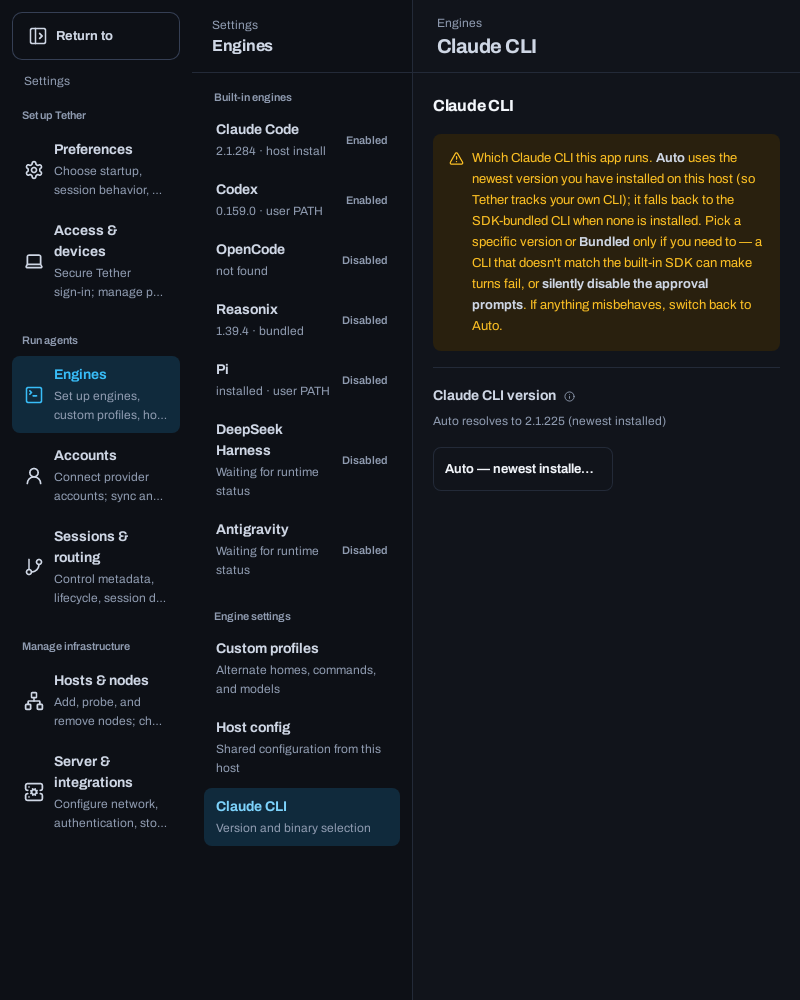 Return to
Settings
Set up Tether
Preferences
Choose startup,
session behavior, ...
Access &
devices
Secure Tether
sign-in; manage p...
Run agents
Engines
Set up engines,
custom profiles, ho...
Accounts
Connect provider
accounts; sync an...
Sessions &
routing
Control metadata,
lifecycle, session d...
Manage infrastructure
Hosts & nodes
Add, probe, and
remove nodes; ch...
Server &
integrations
Configure network,
authentication, sto...
Settings
Engines
Built-in engines
Claude Code
2.1.284 · host install
Enabled
Codex
0.159.0 · user PATH
Enabled
OpenCode
not found
Disabled
Reasonix
1.39.4 · bundled
Disabled
Pi
installed · user PATH
Disabled
DeepSeek
Harness
Waiting for runtime
status
Disabled
Antigravity
Waiting for runtime
status
Disabled
Engine settings
Custom profiles
Alternate homes, commands,
and models
Host config
Shared configuration from this
host
Claude CLI
Version and binary selection
Engines
Claude CLI
Claude CLI
Which Claude CLI this app runs. Auto uses the
newest version you have installed on this host (so
Tether tracks your own CLI); it falls back to the
SDK-bundled CLI when none is installed. Pick a
specific version or Bundled only if you need to — a
CLI that doesn't match the built-in SDK can make
turns fail, or silently disable the approval
prompts. If anything misbehaves, switch back to
Auto.
Claude CLI version
Auto resolves to 2.1.225 (newest installed)
Auto — newest installe...